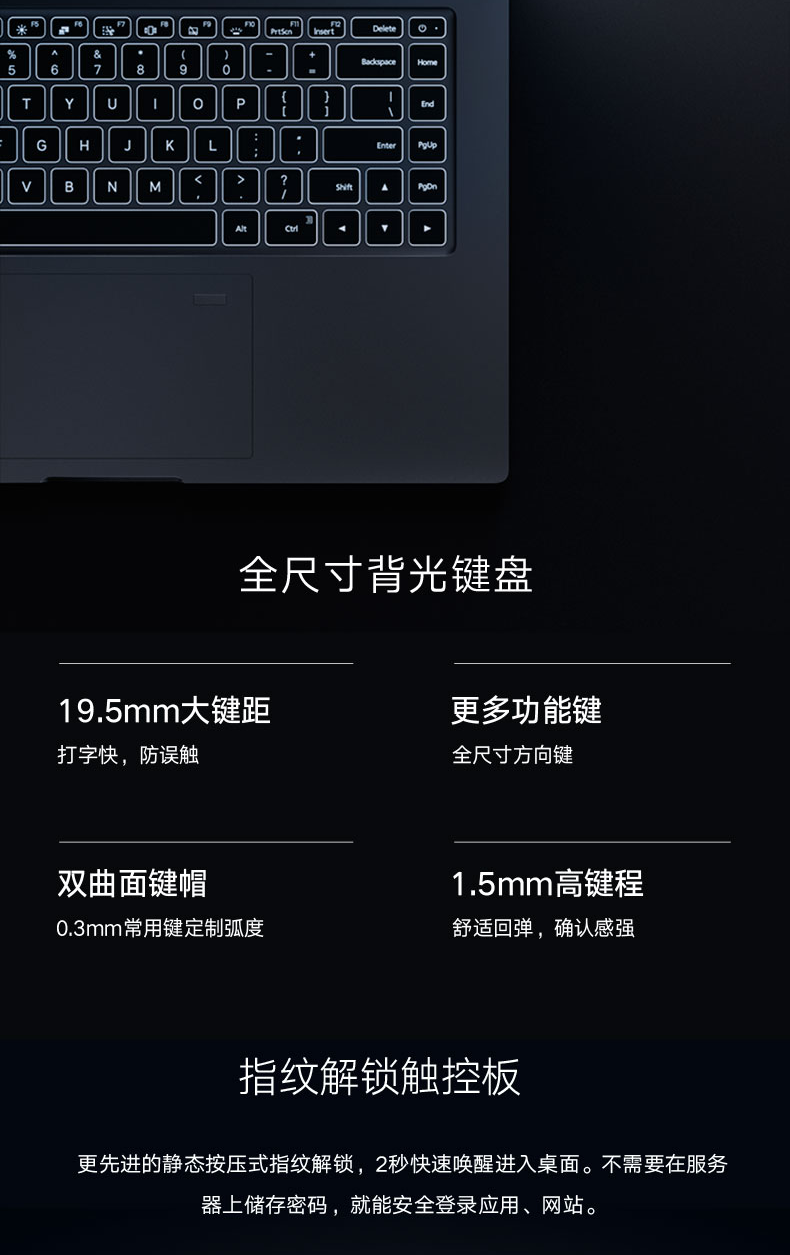 F5 F6 F7 F8 F9 F10 F11 F12
PrtScn Insert Delete
% ^ & * ( ) _ +
5 6 7 8 9 0 - = Backspace Home
T Y U I O P { } | End
[ ] \
G H J K L : " Enter PgUp
; '
V B N M < > ? Shift ▲ PgDn
, . /
Alt Ctrl ◄ ▼ ►
全尺寸背光键盘
19.5mm大键距
打字快，防误触
更多功能键
全尺寸方向键
双曲面键帽
0.3mm常用键定制弧度
1.5mm高键程
舒适回弹，确认感强
指纹解锁触控板
更先进的静态按压式指纹解锁，2秒快速唤醒进入桌面。不需要在服务
器上储存密码，就能安全登录应用、网站。